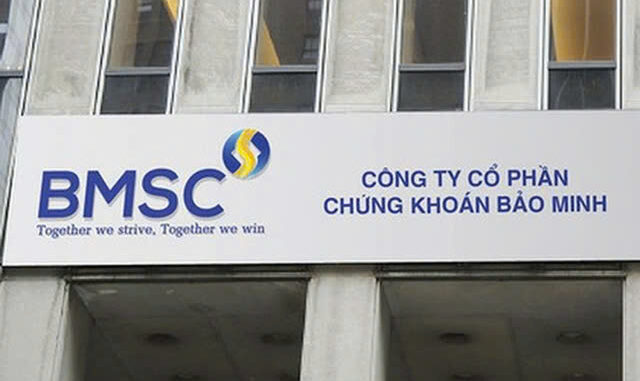 BMSC
Together we strive, Together we win
CÔNG TY CỔ PHẦN
CHỨNG KHOÁN BẢO MINH